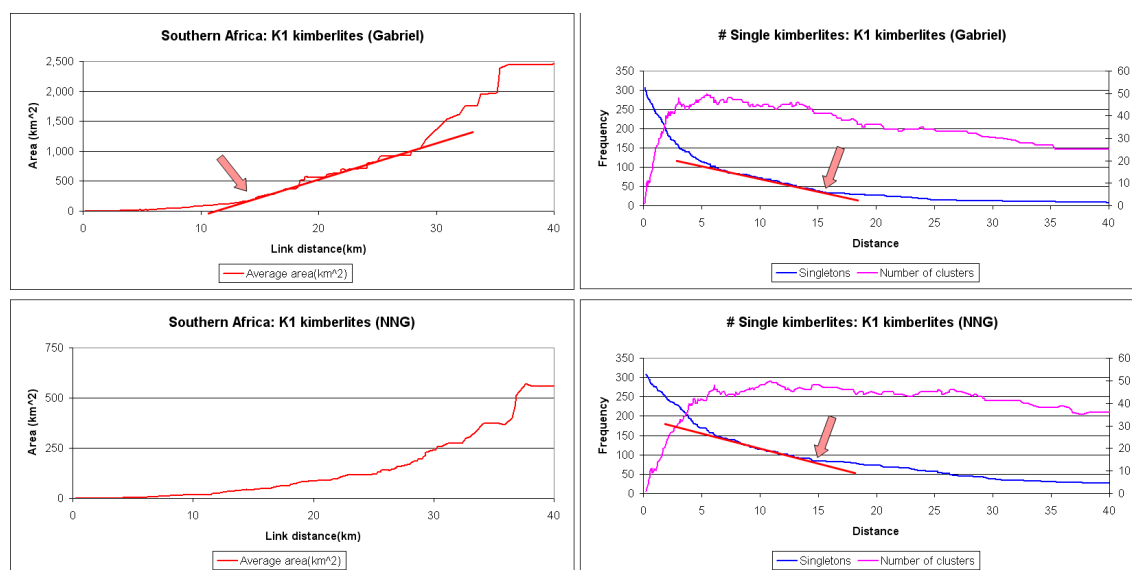 Southern Africa: K1 kimberlites (Gabriel)
2,500
2,000
1,500
1,000
500
0
Area (km^2)
0 10 20 30 40
Link distance(km)
Average area(km^2)
# Single kimberlites: K1 kimberlites (Gabriel)
350
300
250
200
150
100
50
0
Frequency
60
50
40
30
20
10
0
0 5 10 15 20 25 30 35 40
Distance
Singletons Number of clusters
Southern Africa: K1 kimberlites (NNG)
750
500
250
0
Area (km^2)
0 10 20 30 40
Link distance(km)
Average area(km^2)
# Single kimberlites: K1 kimberlites (NNG)
350
300
250
200
150
100
50
0
Frequency
60
50
40
30
20
10
0
0 5 10 15 20 25 30 35 40
Distance
Singletons Number of clusters